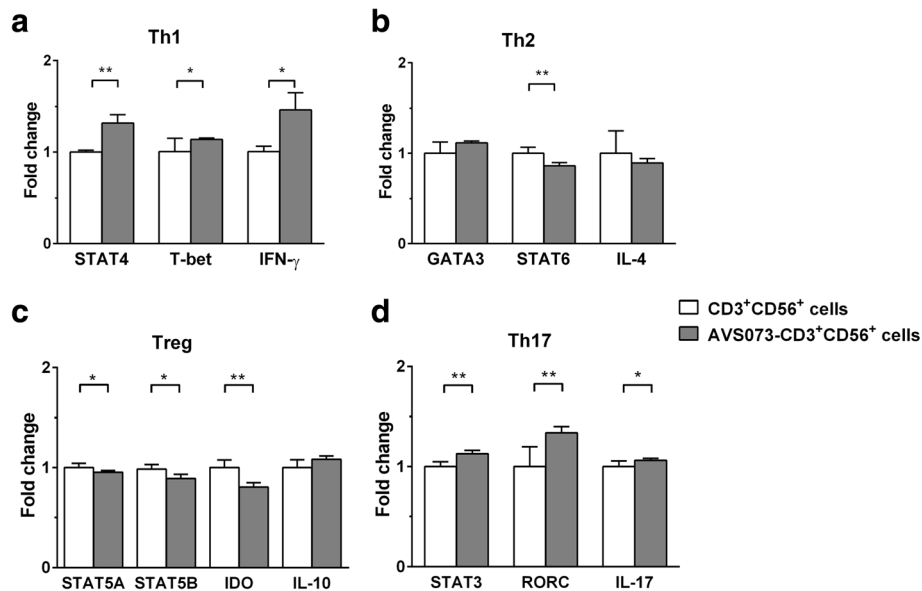 a
Th1
Fold change
2
1
0
**
*
*
STAT4 T-bet IFN-γ
b
Th2
Fold change
2
1
0
**
GATA3 STAT6 IL-4
c
Treg
Fold change
2
1
0
*
*
**
STAT5A STAT5B IDO IL-10
d
Th17
Fold change
2
1
0
**
**
*
STAT3 RORC IL-17
CD3⁺CD56⁺ cells
AVS073-CD3⁺CD56⁺ cells